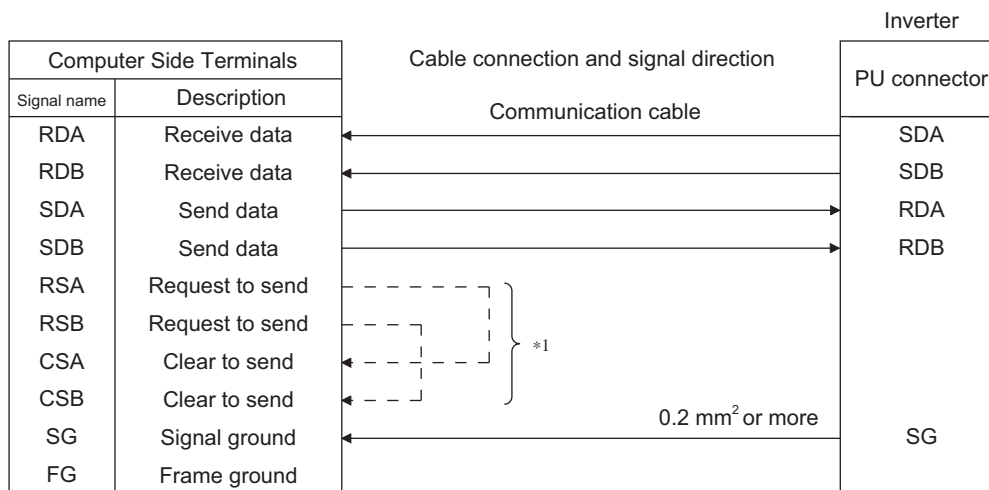 Inverter
Computer Side Terminals
Cable connection and signal direction
PU connector
Signal name Description
Communication cable
RDA Receive data SDA
RDB Receive data SDB
SDA Send data RDA
SDB Send data RDB
RSA Request to send
RSB Request to send
*1
CSA Clear to send
CSB Clear to send
0.2 mm² or more
SG Signal ground SG
FG Frame ground